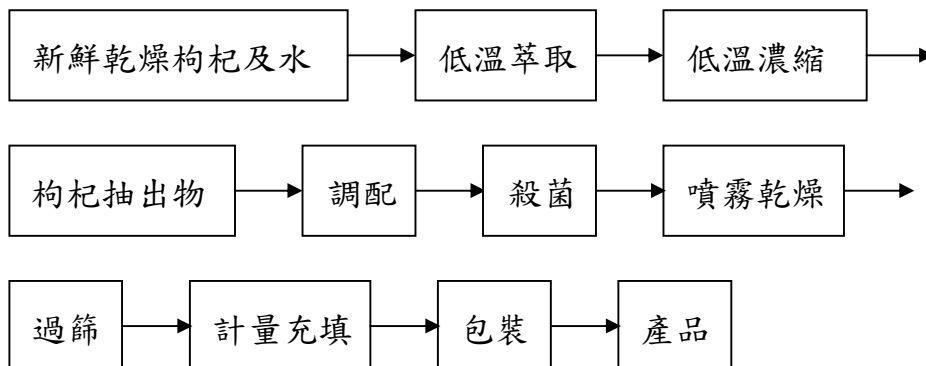 新鮮乾燥枸杞及水 低溫萃取 低溫濃縮
枸杞抽出物 調配 殺菌 噴霧乾燥
過篩 計量充填 包裝 產品